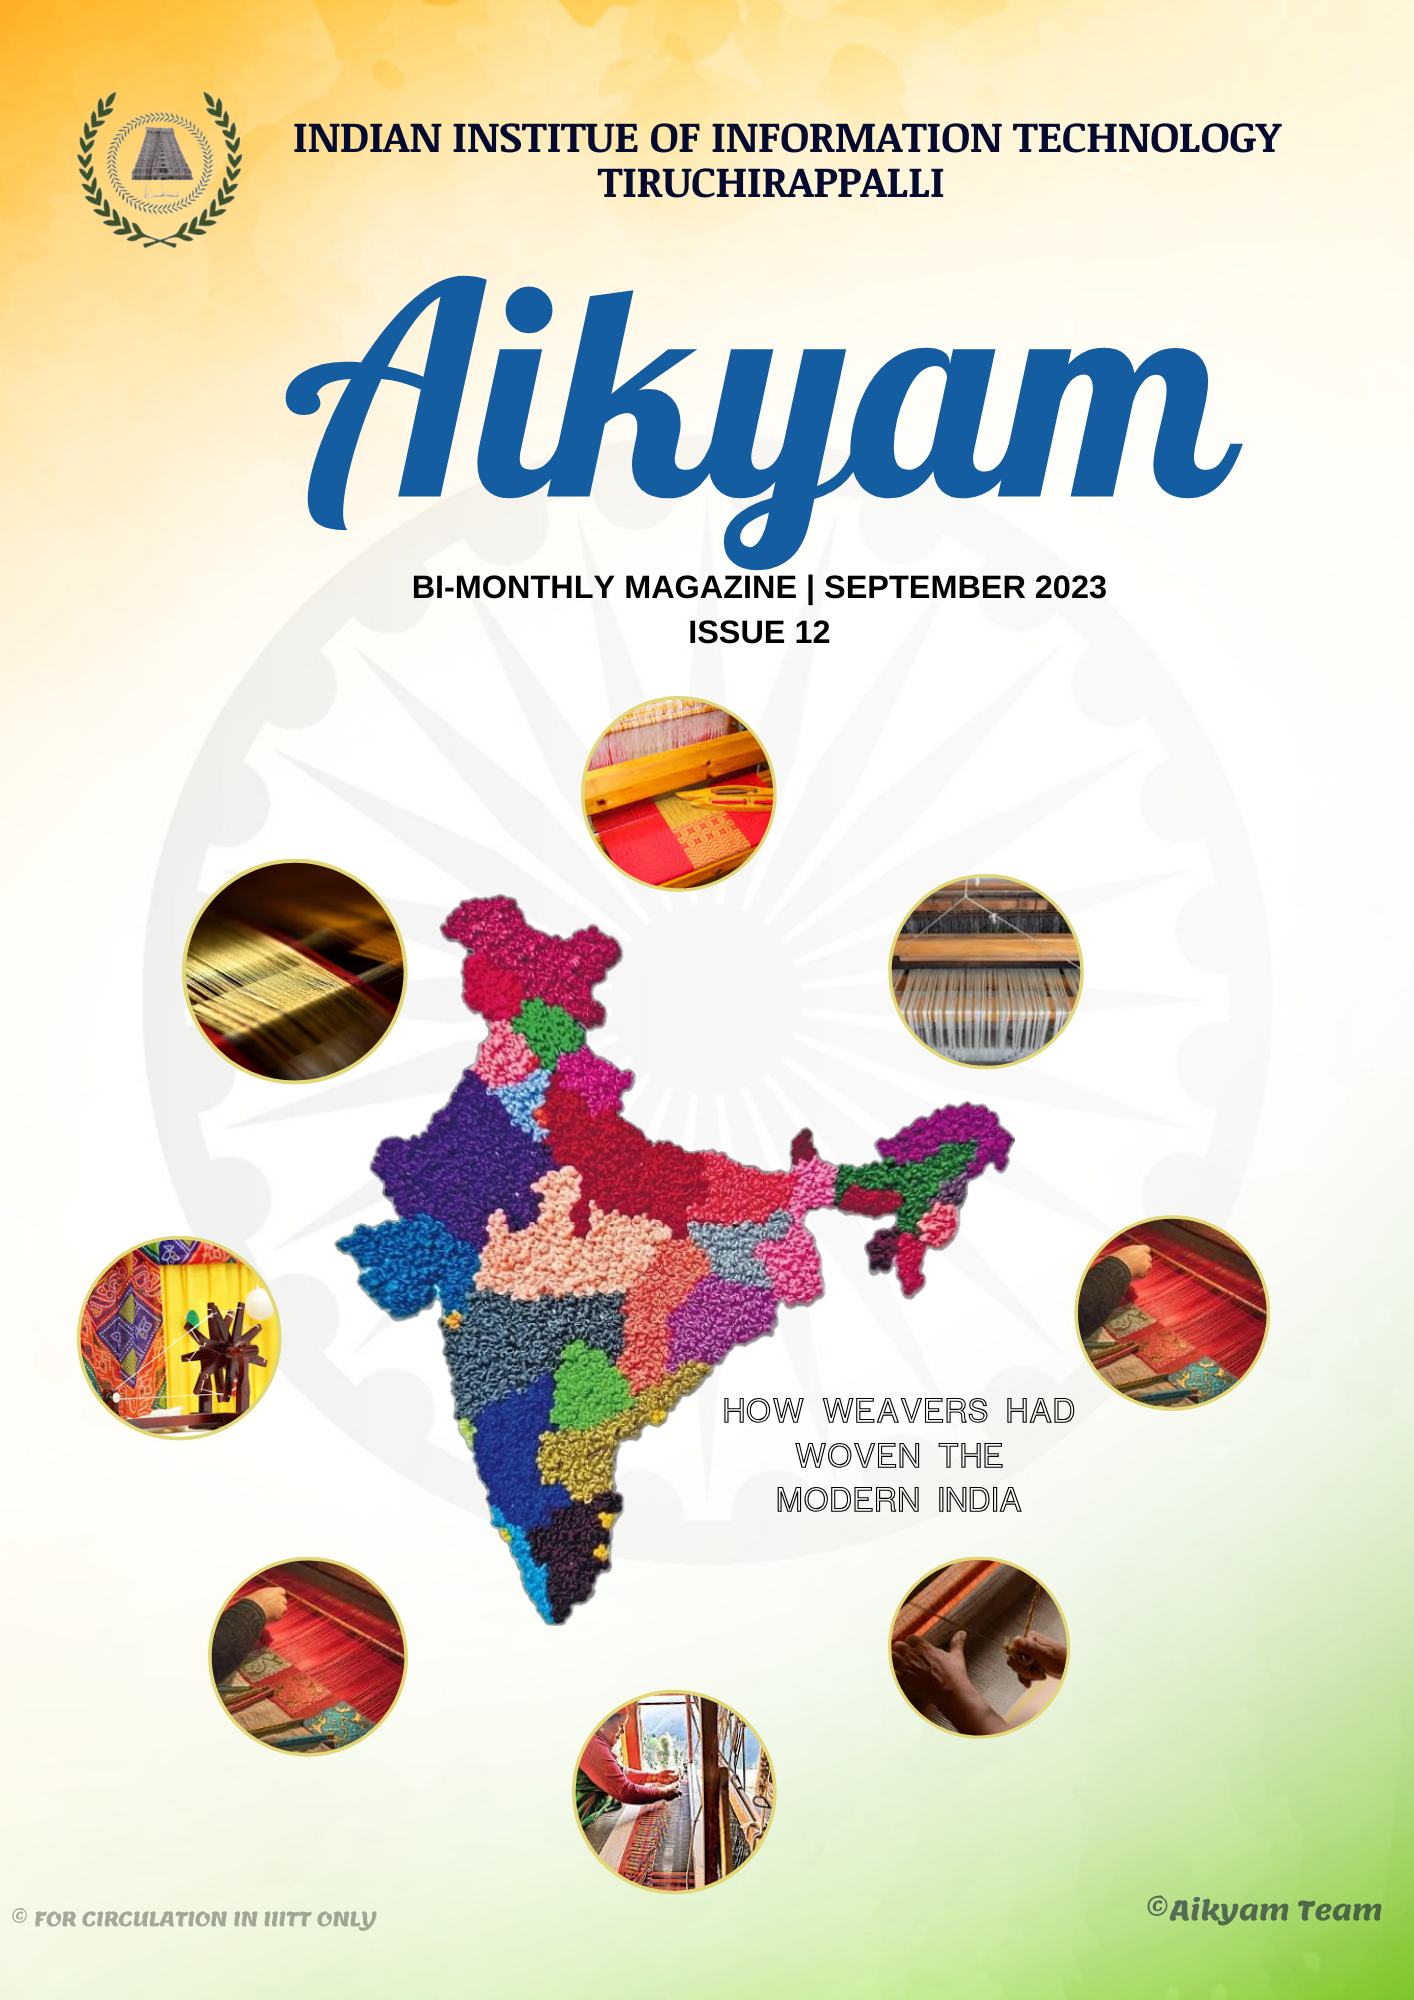 INDIAN INSTITUE OF INFORMATION TECHNOLOGY
TIRUCHIRAPPALLI
Aikyam
BI-MONTHLY MAGAZINE | SEPTEMBER 2023
ISSUE 12
HOW WEAVERS HAD
WOVEN THE
MODERN INDIA
© FOR CIRCULATION IN IIITT ONLY
©Aikyam Team